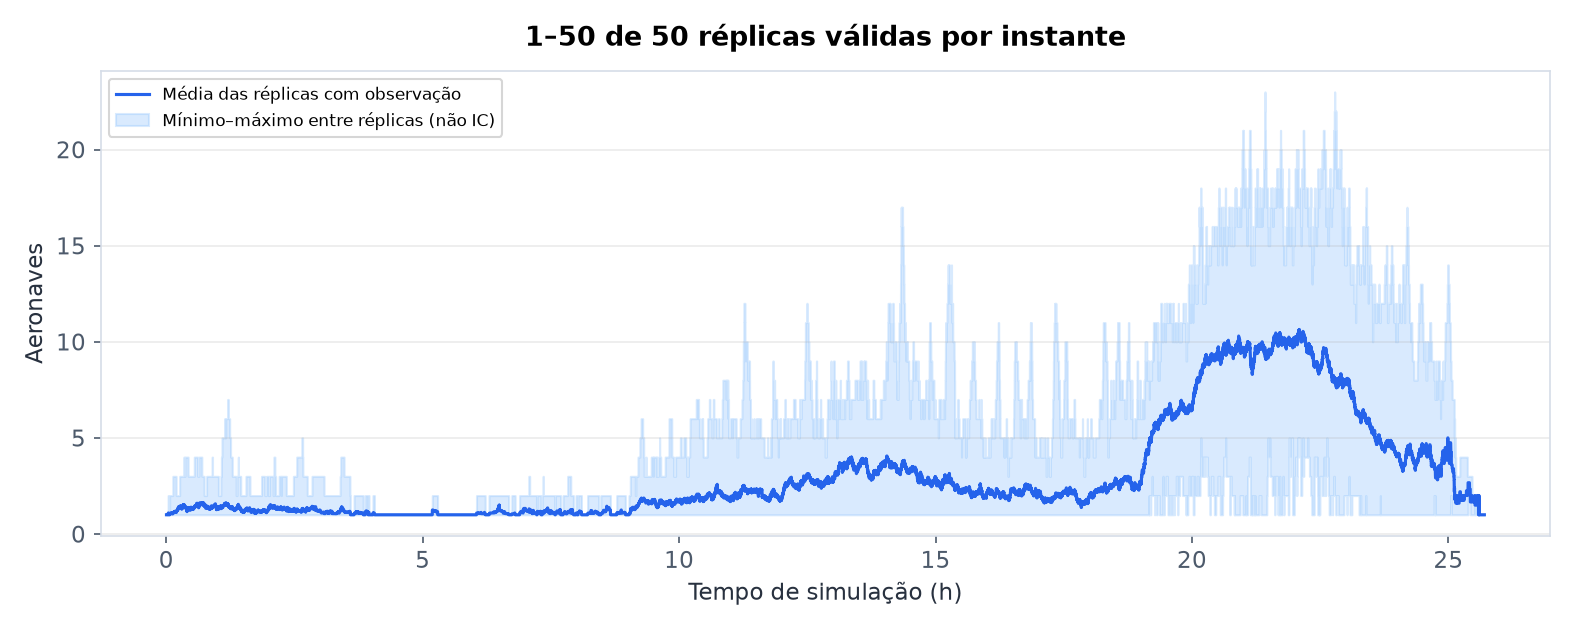 1–50 de 50 réplicas válidas por instante
Média das réplicas com observação
Mínimo–máximo entre réplicas (não IC)
Aeronaves
20
15
10
5
0
0 5 10 15 20 25
Tempo de simulação (h)